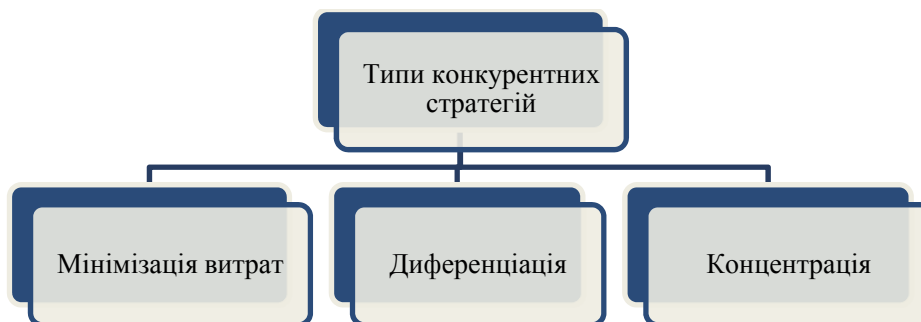 Типи конкурентних
стратегій
Мінімізація витрат
Диференціація
Концентрація